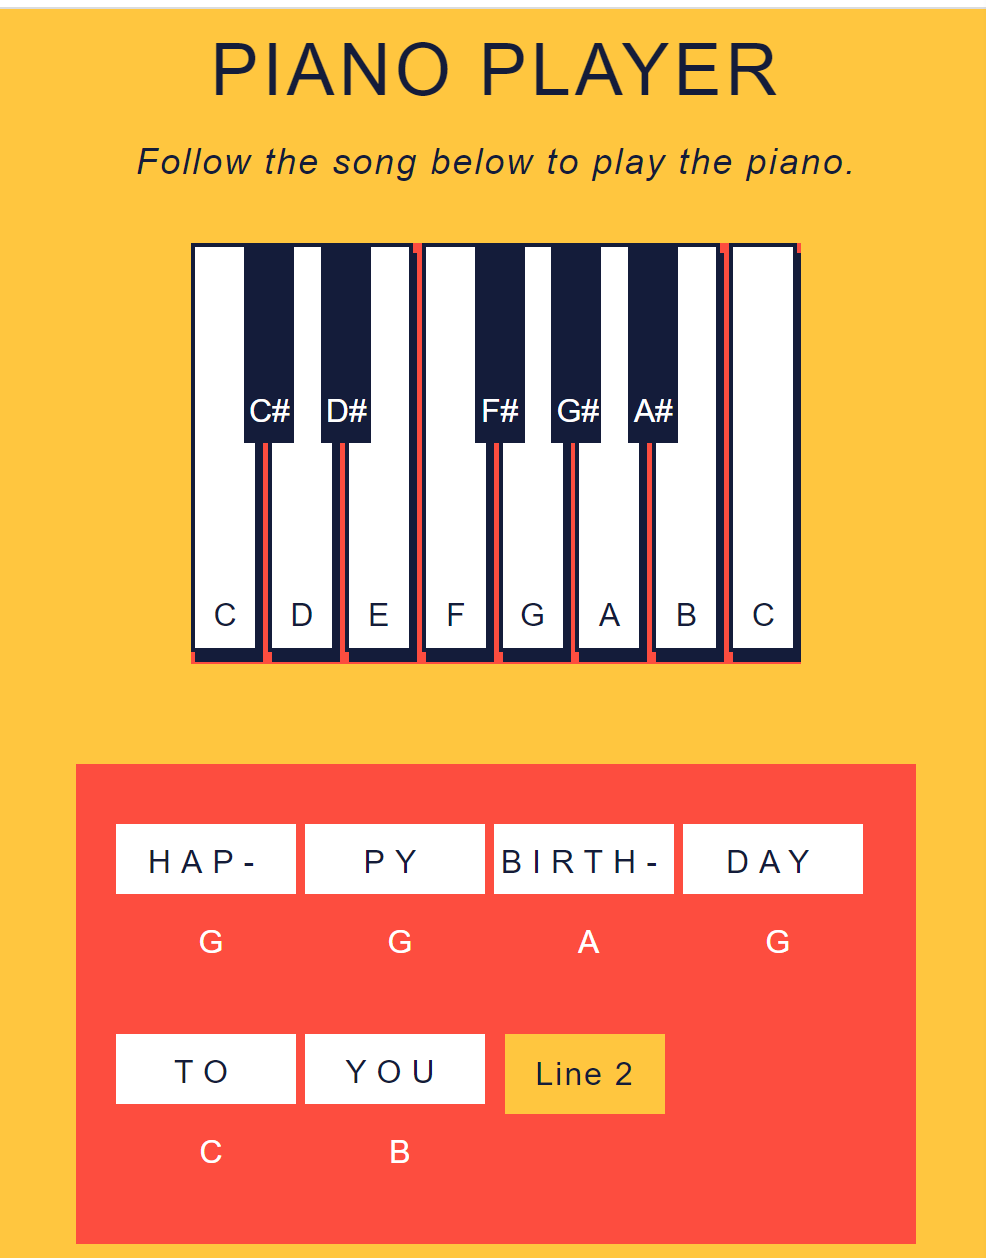 PIANO PLAYER
Follow the song below to play the piano.
C# D# F# G# A#
C D E F G A B C
HAP- PY BIRTH- DAY
G G A G
TO YOU Line 2
C B